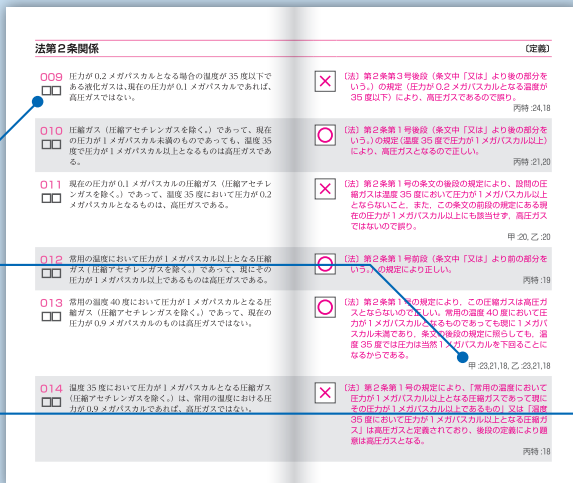 法第2条関係
〔定義〕
009 圧力が0.2メガパスカルとなる場合の温度が35度以下で
ある液化ガスは、現在の圧力が0.1メガパスカルであれば、
高圧ガスではない。
〔法〕第2条第3号後段(条文中「又は」より後の部分を
いう。)の規定(圧力が0.2メガパスカルとなる温度が
35度以下)により、高圧ガスであるので誤り。
丙特:24,18
010 圧縮ガス(圧縮アセチレンガスを除く。)であって、現在
の圧力が1メガパスカル未満のものであっても、温度35
度で圧力が1メガパスカル以上となるものは高圧ガスであ
る。
〔法〕第2条第1号後段(条文中「又は」より後の部分を
いう。)の規定(温度35度で圧力が1メガパスカル以上)
により、高圧ガスとなるので正しい。
丙特:21,20
011 現在の圧力が0.1メガパスカルの圧縮ガス(圧縮アセチレ
ンガスを除く。)であって、温度35度において圧力が0.2
メガパスカルとなるものは、高圧ガスである。
〔法〕第2条第1号の条文の後段の規定により、設問の圧
縮ガスは温度35度において圧力が1メガパスカル以上
とならないこと、また、この条文の前段の規定にある現
在の圧力が1メガパスカル以上にも該当せず、高圧ガス
ではないので誤り。
甲:20、乙:20
012 常用の温度において圧力が1メガパスカル以上となる圧縮
ガス(圧縮アセチレンガスを除く。)であって、現にその
圧力が1メガパスカル以上であるものは高圧ガスである。
〔法〕第2条第1号前段(条文中「又は」より前の部分を
いう。)の規定により正しい。
丙特:19
013 常用の温度40度において圧力が1メガパスカルとなる圧
縮ガス(圧縮アセチレンガスを除く。)であって、現在の
圧力が0.9メガパスカルのものは高圧ガスではない。
〔法〕第2条第1号の規定により、この圧縮ガスは高圧ガ
スとならないので正しい。常用の温度40度において圧
力が1メガパスカルとなるものであっても現に1メガパ
スカル未満であり、条文の後段の規定に照らしても、温
度35度では圧力は当然1メガパスカルを下回ることに
なるからである。
甲:23,21,18、乙:23,21,18
014 温度35度において圧力が1メガパスカルとなる圧縮ガス
(圧縮アセチレンガスを除く。)は、常用の温度における圧
力が0.9メガパスカルであれば、高圧ガスではない。
〔法〕第2条第1号の規定により、「常用の温度において
圧力が1メガパスカル以上となる圧縮ガスであって現に
その圧力が1メガパスカル以上であるもの」又は「温度
35度において圧力が1メガパスカル以上となる圧縮ガ
ス」は高圧ガスと定義されており、後段の定義により題
意は高圧ガスとなる。
丙特:18